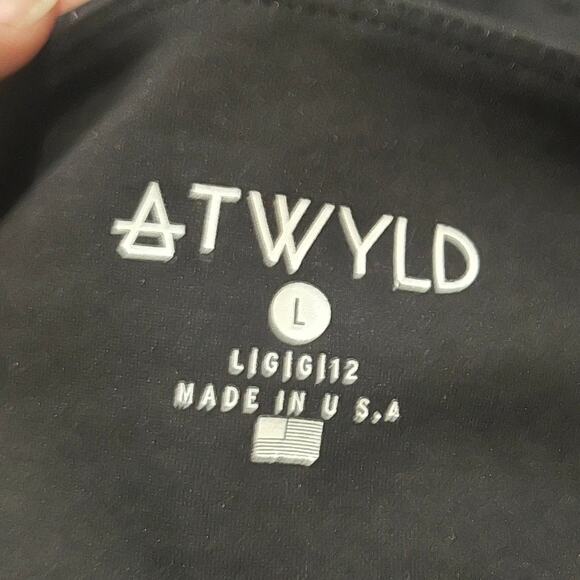 ATWYLD
L
L|G|G|12
MADE IN U S.A